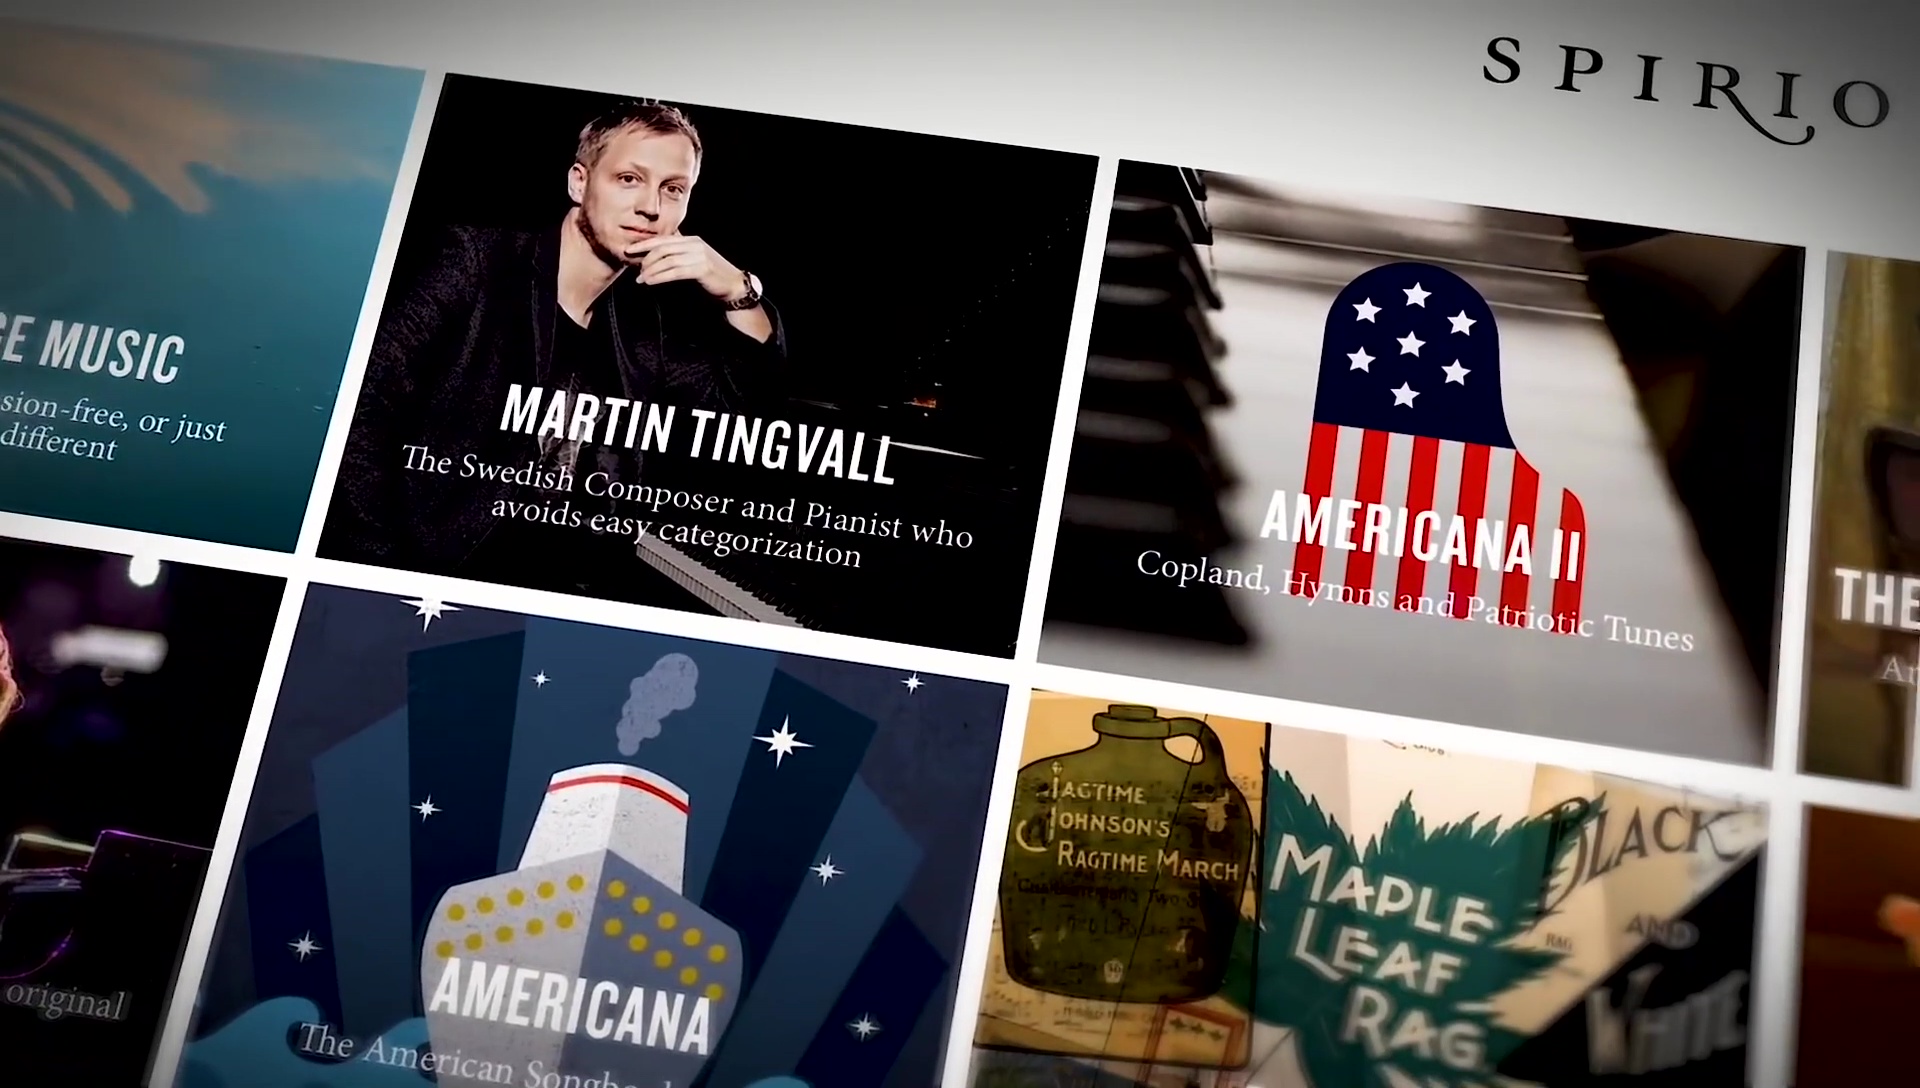 SPIRIO
MUSIC
sion-free, or just
different
MARTIN TINGVALL
The Swedish Composer and Pianist who
avoids easy categorization
AMERICANA II
Copland, Hymns and Patriotic Tunes
THE
original
AMERICANA
The American
JAGTIME
JOHNSON'S
RAGTIME MARCH
MAPLE
LEAF
RAG
BLACK
RAG
AND
WHITE